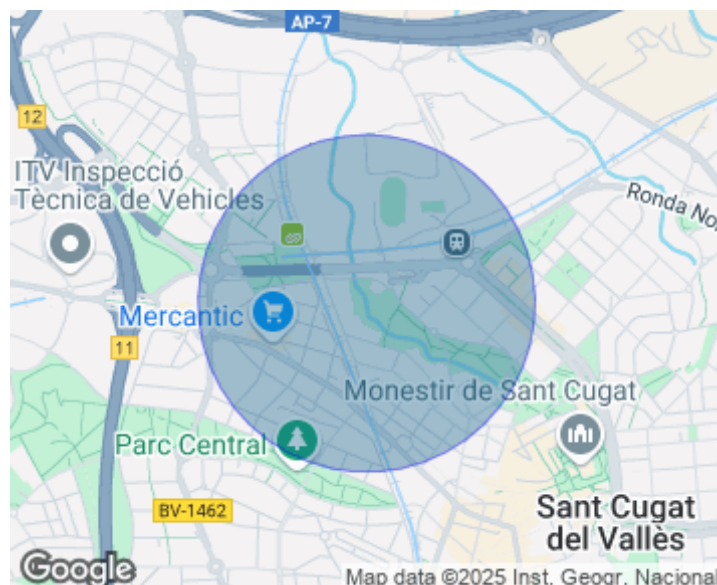 AP-7
12
ITV Inspecció
Tècnica de Vehicles
Ronda No
Mercantic
11
Monestir de Sant Cugat
Parc Central
BV-1462
Sant Cugat
del Vallès
Google
Map data ©2025 Inst. Geogr. Nacional